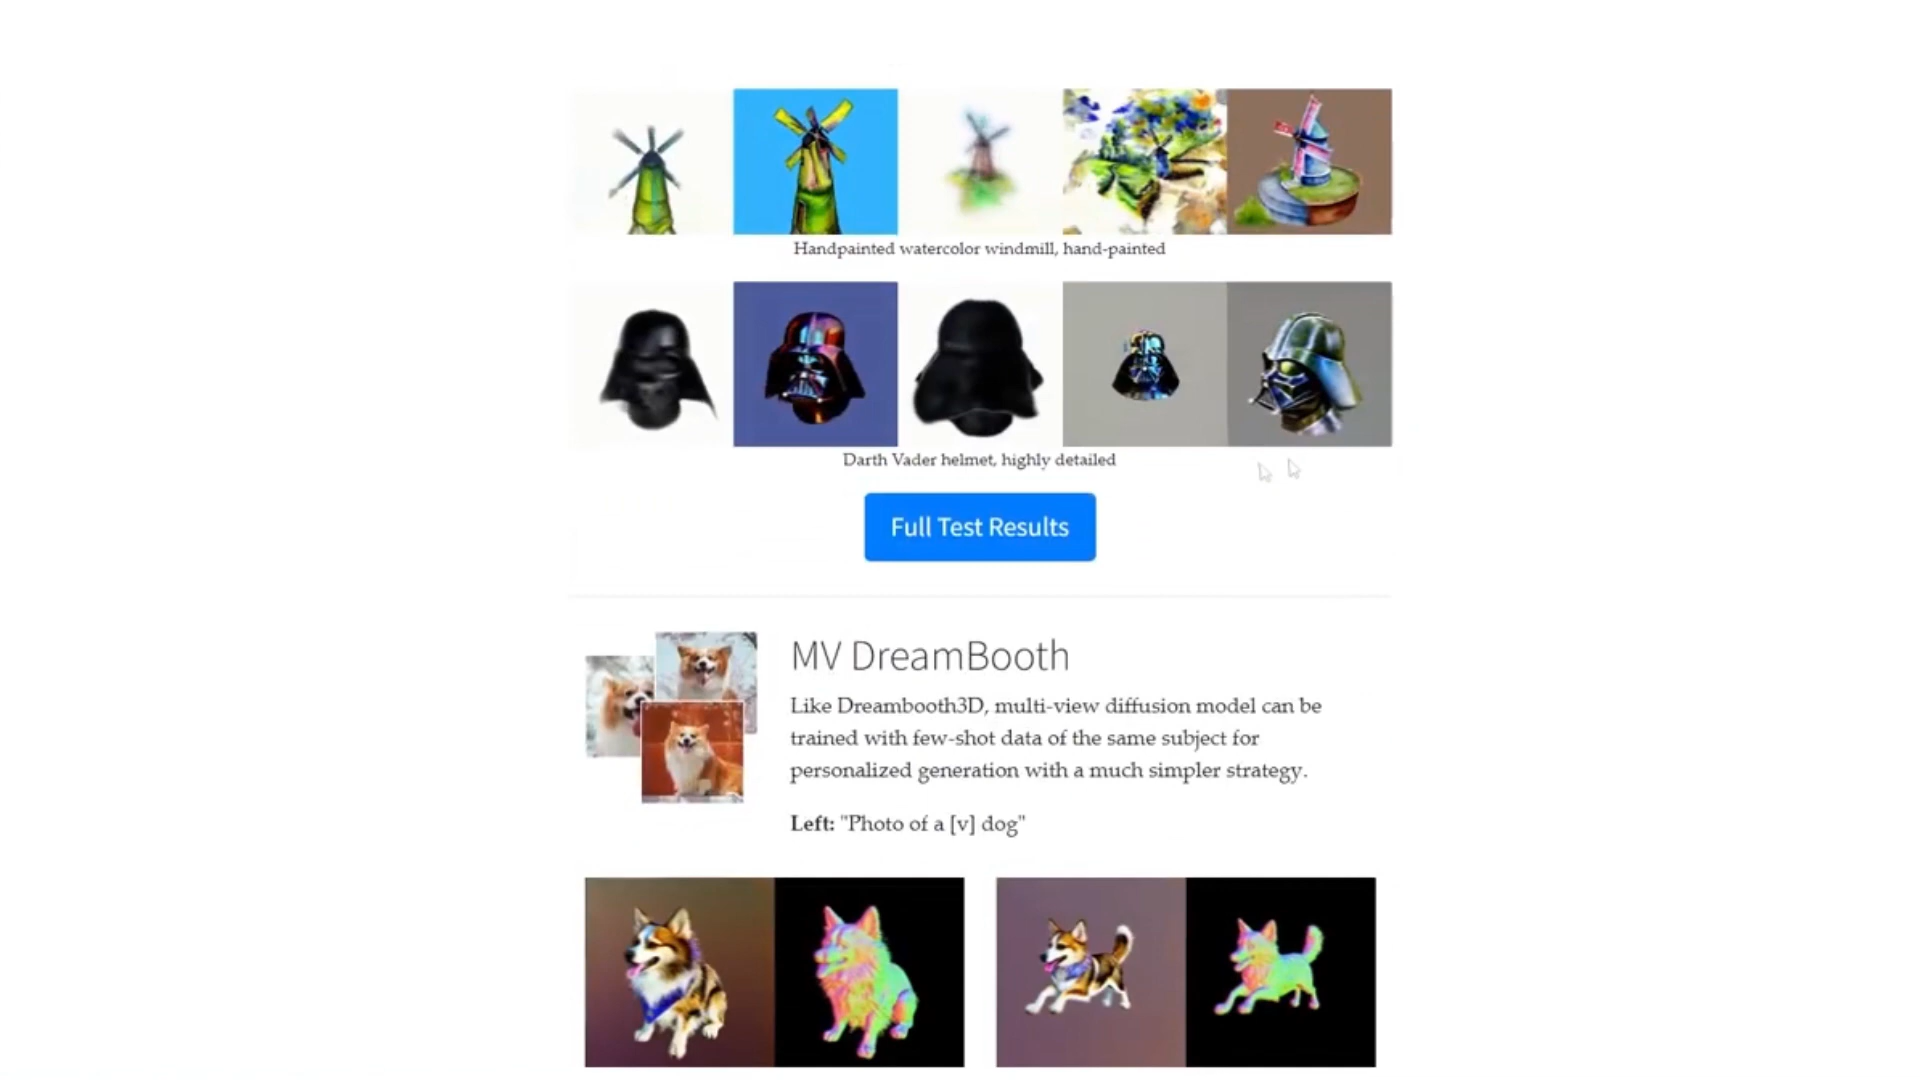 Handpainted watercolor windmill, hand-painted
Darth Vader helmet, highly detailed
Full Test Results
MV DreamBooth
Like Dreambooth3D, multi-view diffusion model can be
trained with few-shot data of the same subject for
personalized generation with a much simpler strategy.
Left: "Photo of a [v] dog"